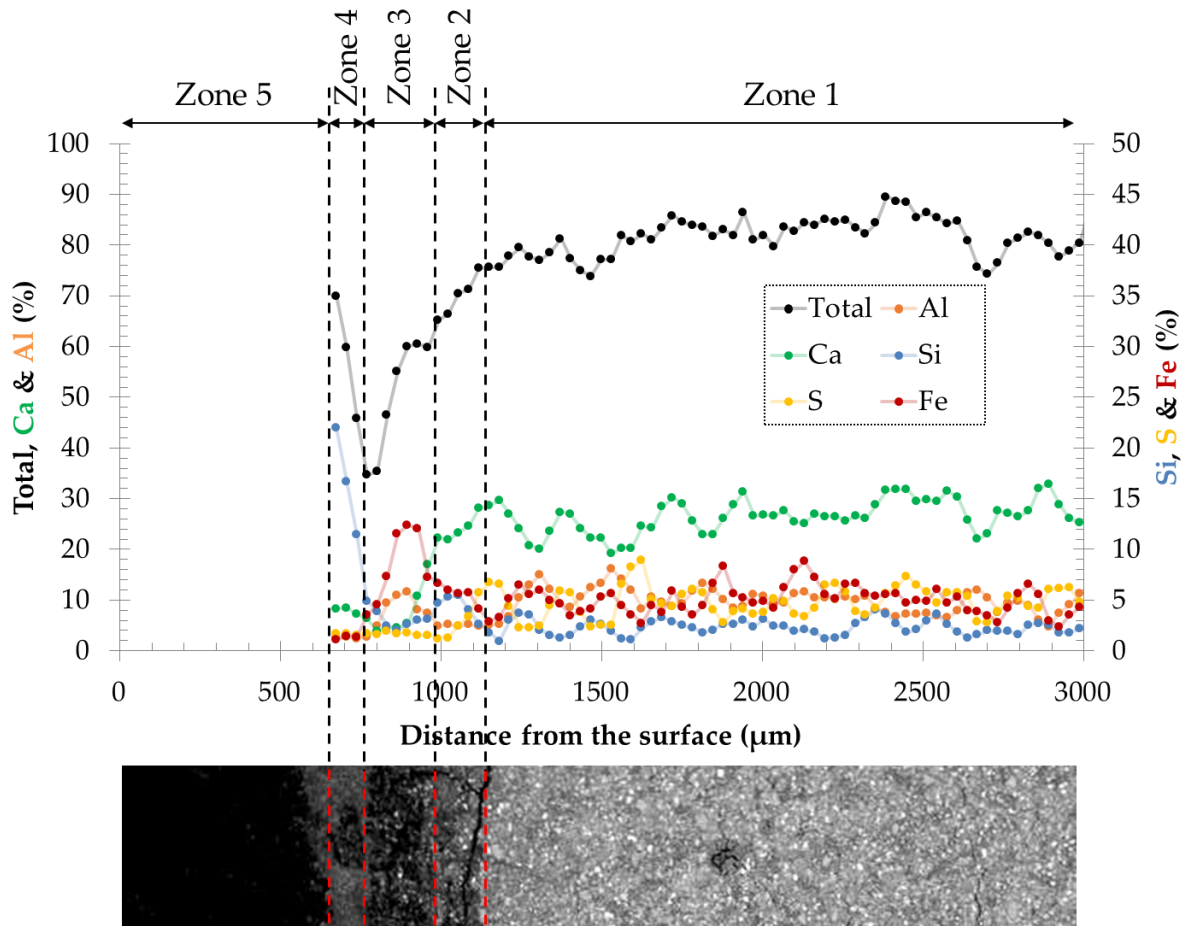 Zone 5
Zone 4
Zone 3
Zone 2
Zone 1
Total, Ca & Al (%)
100
90
80
70
60
50
40
30
20
10
0
Si, S & Fe (%)
50
45
40
35
30
25
20
15
10
5
0
Total
Al
Ca
Si
S
Fe
0
500
1000
1500
2000
2500
3000
Distance from the surface (µm)